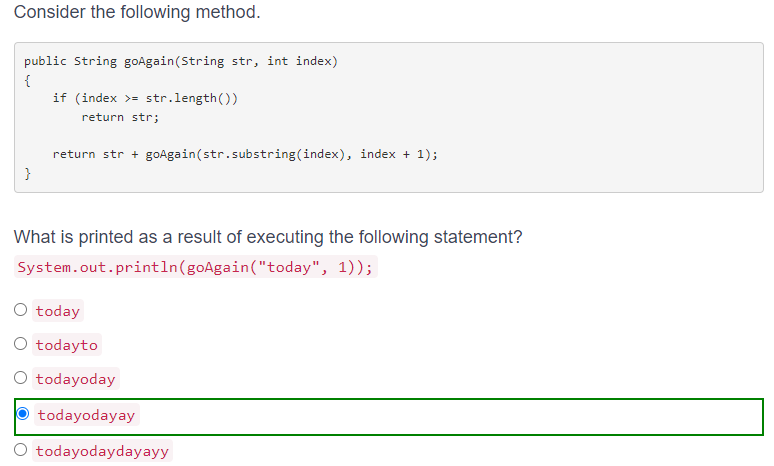 Consider the following method.
public String goAgain(String str, int index)
{
    if (index >= str.length())
        return str;
    return str + goAgain(str.substring(index), index + 1);
}
What is printed as a result of executing the following statement?
System.out.println(goAgain("today", 1));
today
todayto
todayoday
todayodayay
todayodaydayayy